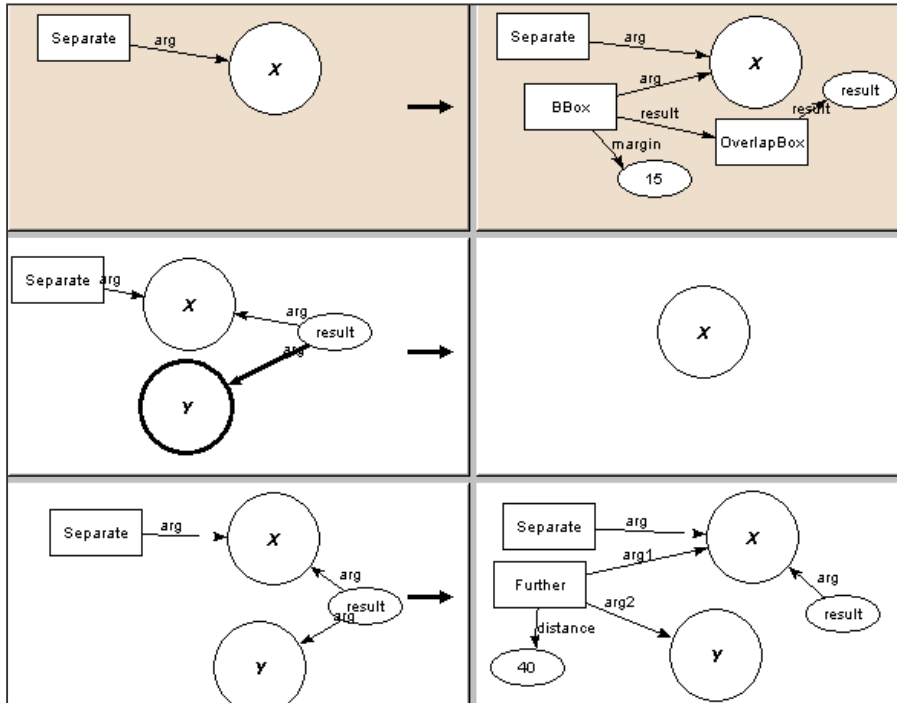 Separate
arg
X
Separate
arg
X
arg
result
BBox
result
result
OverlapBox
margin
15
Separate
arg
X
arg
result
arg
Y
X
Separate
arg
X
arg
result
arg
Y
Separate
arg
X
arg1
Further
arg
arg2
result
distance
Y
40